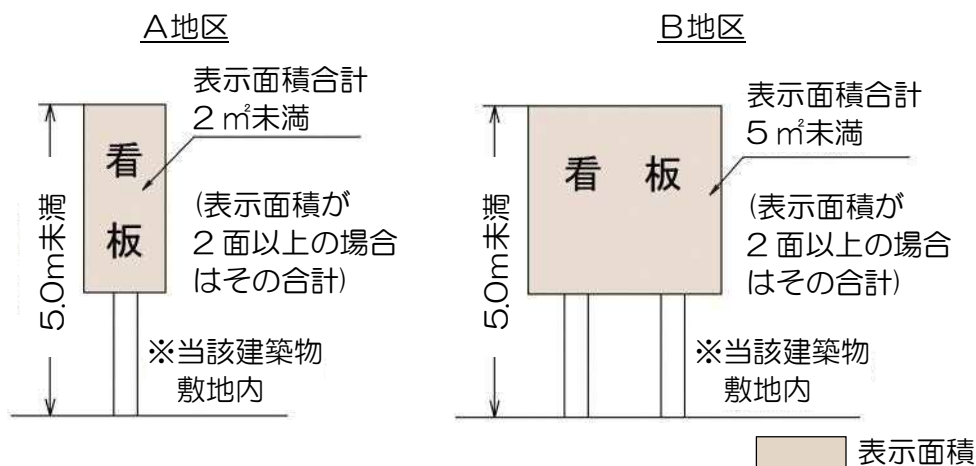 A地区
表示面積合計
2㎡未満
看
板
5.0m未満
(表示面積が
2面以上の場合
はその合計)
※当該建築物
敷地内
B地区
表示面積合計
5㎡未満
看 板
5.0m未満
(表示面積が
2面以上の場合
はその合計)
※当該建築物
敷地内
表示面積